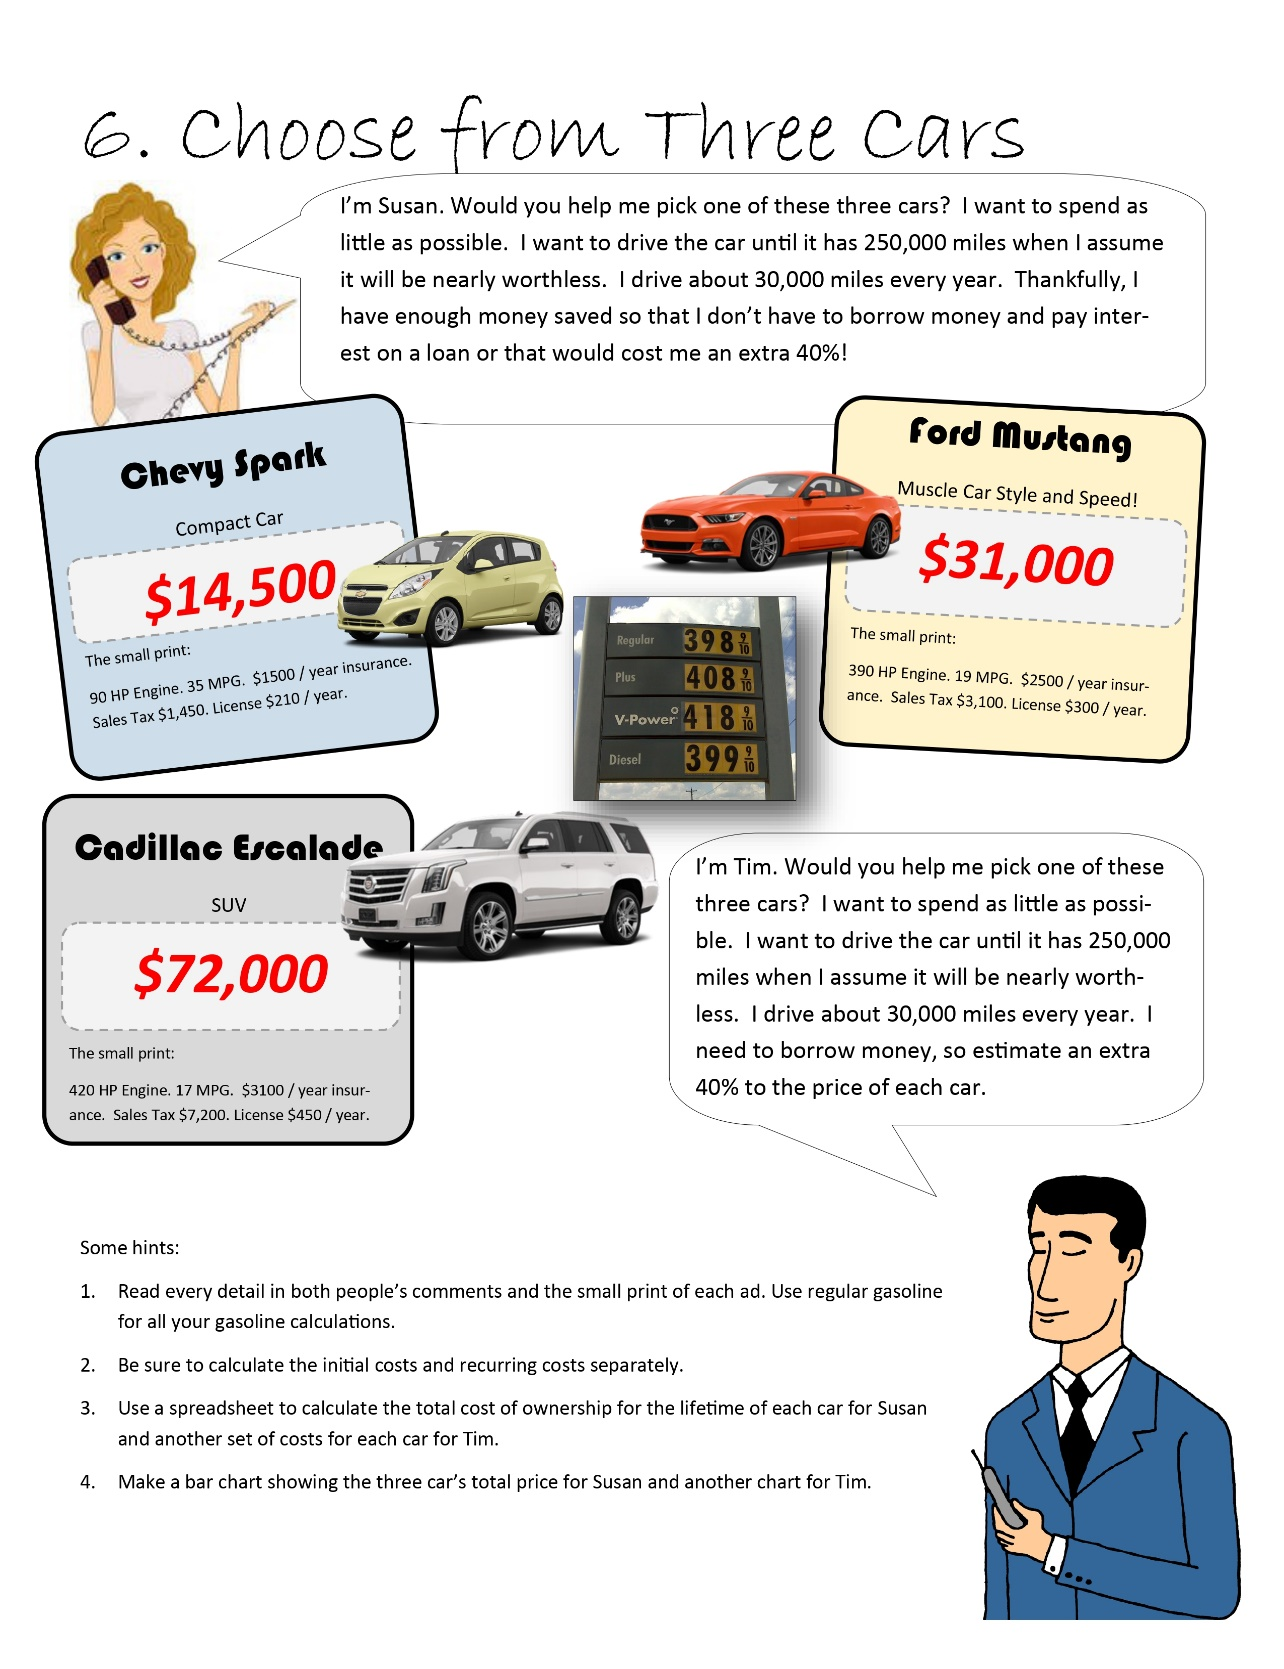 6. Choose from Three Cars
I'm Susan. Would you help me pick one of these three cars?  I want to spend as
little as possible.  I want to drive the car until it has 250,000 miles when I assume
it will be nearly worthless.  I drive about 30,000 miles every year.  Thankfully, I
have enough money saved so that I don't have to borrow money and pay inter-
est on a loan or that would cost me an extra 40%!
Chevy Spark
Compact Car
$14,500
The small print:
90 HP Engine. 35 MPG.  $1500 / year insurance.
Sales Tax $1,450. License $210 / year.
Ford Mustang
Muscle Car Style and Speed!
$31,000
The small print:
390 HP Engine. 19 MPG.  $2500 / year insur-
ance.  Sales Tax $3,100. License $300 / year.
Regular 398 9/10
Plus 408 9/10
V-Power 418 9/10
Diesel 399 9/10
Cadillac Escalade
SUV
$72,000
The small print:
420 HP Engine. 17 MPG.  $3100 / year insur-
ance.  Sales Tax $7,200. License $450 / year.
I'm Tim. Would you help me pick one of these
three cars?  I want to spend as little as possi-
ble.  I want to drive the car until it has 250,000
miles when I assume it will be nearly worth-
less.  I drive about 30,000 miles every year.  I
need to borrow money, so estimate an extra
40% to the price of each car.
Some hints:
1. Read every detail in both people's comments and the small print of each ad. Use regular gasoline
for all your gasoline calculations.
2. Be sure to calculate the initial costs and recurring costs separately.
3. Use a spreadsheet to calculate the total cost of ownership for the lifetime of each car for Susan
and another set of costs for each car for Tim.
4. Make a bar chart showing the three car's total price for Susan and another chart for Tim.